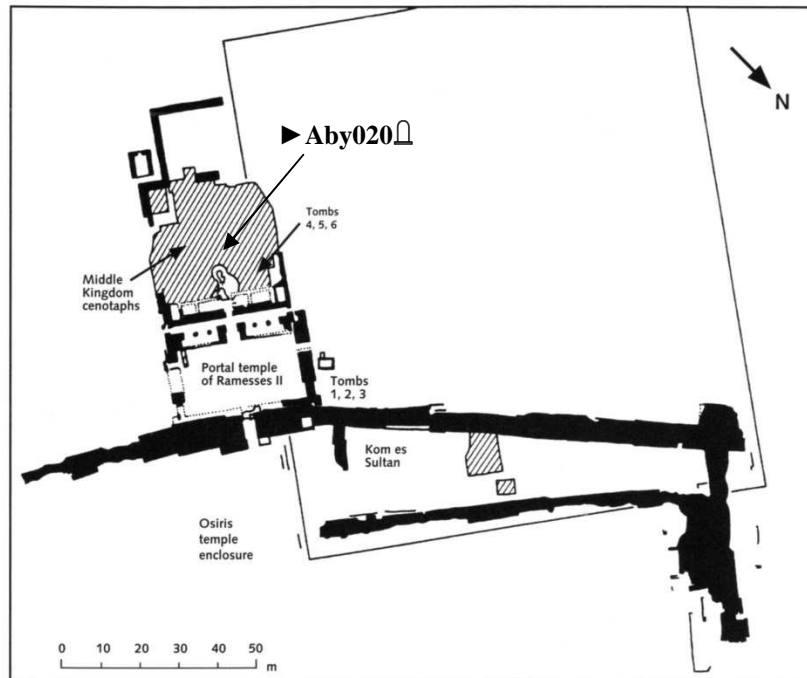 N
►Aby020
Tombs
4, 5, 6
Middle
Kingdom
cenotaphs
Portal temple
of Ramesses II
Tombs
1, 2, 3
Kom es
Sultan
Osiris
temple
enclosure
0 10 20 30 40 50
m